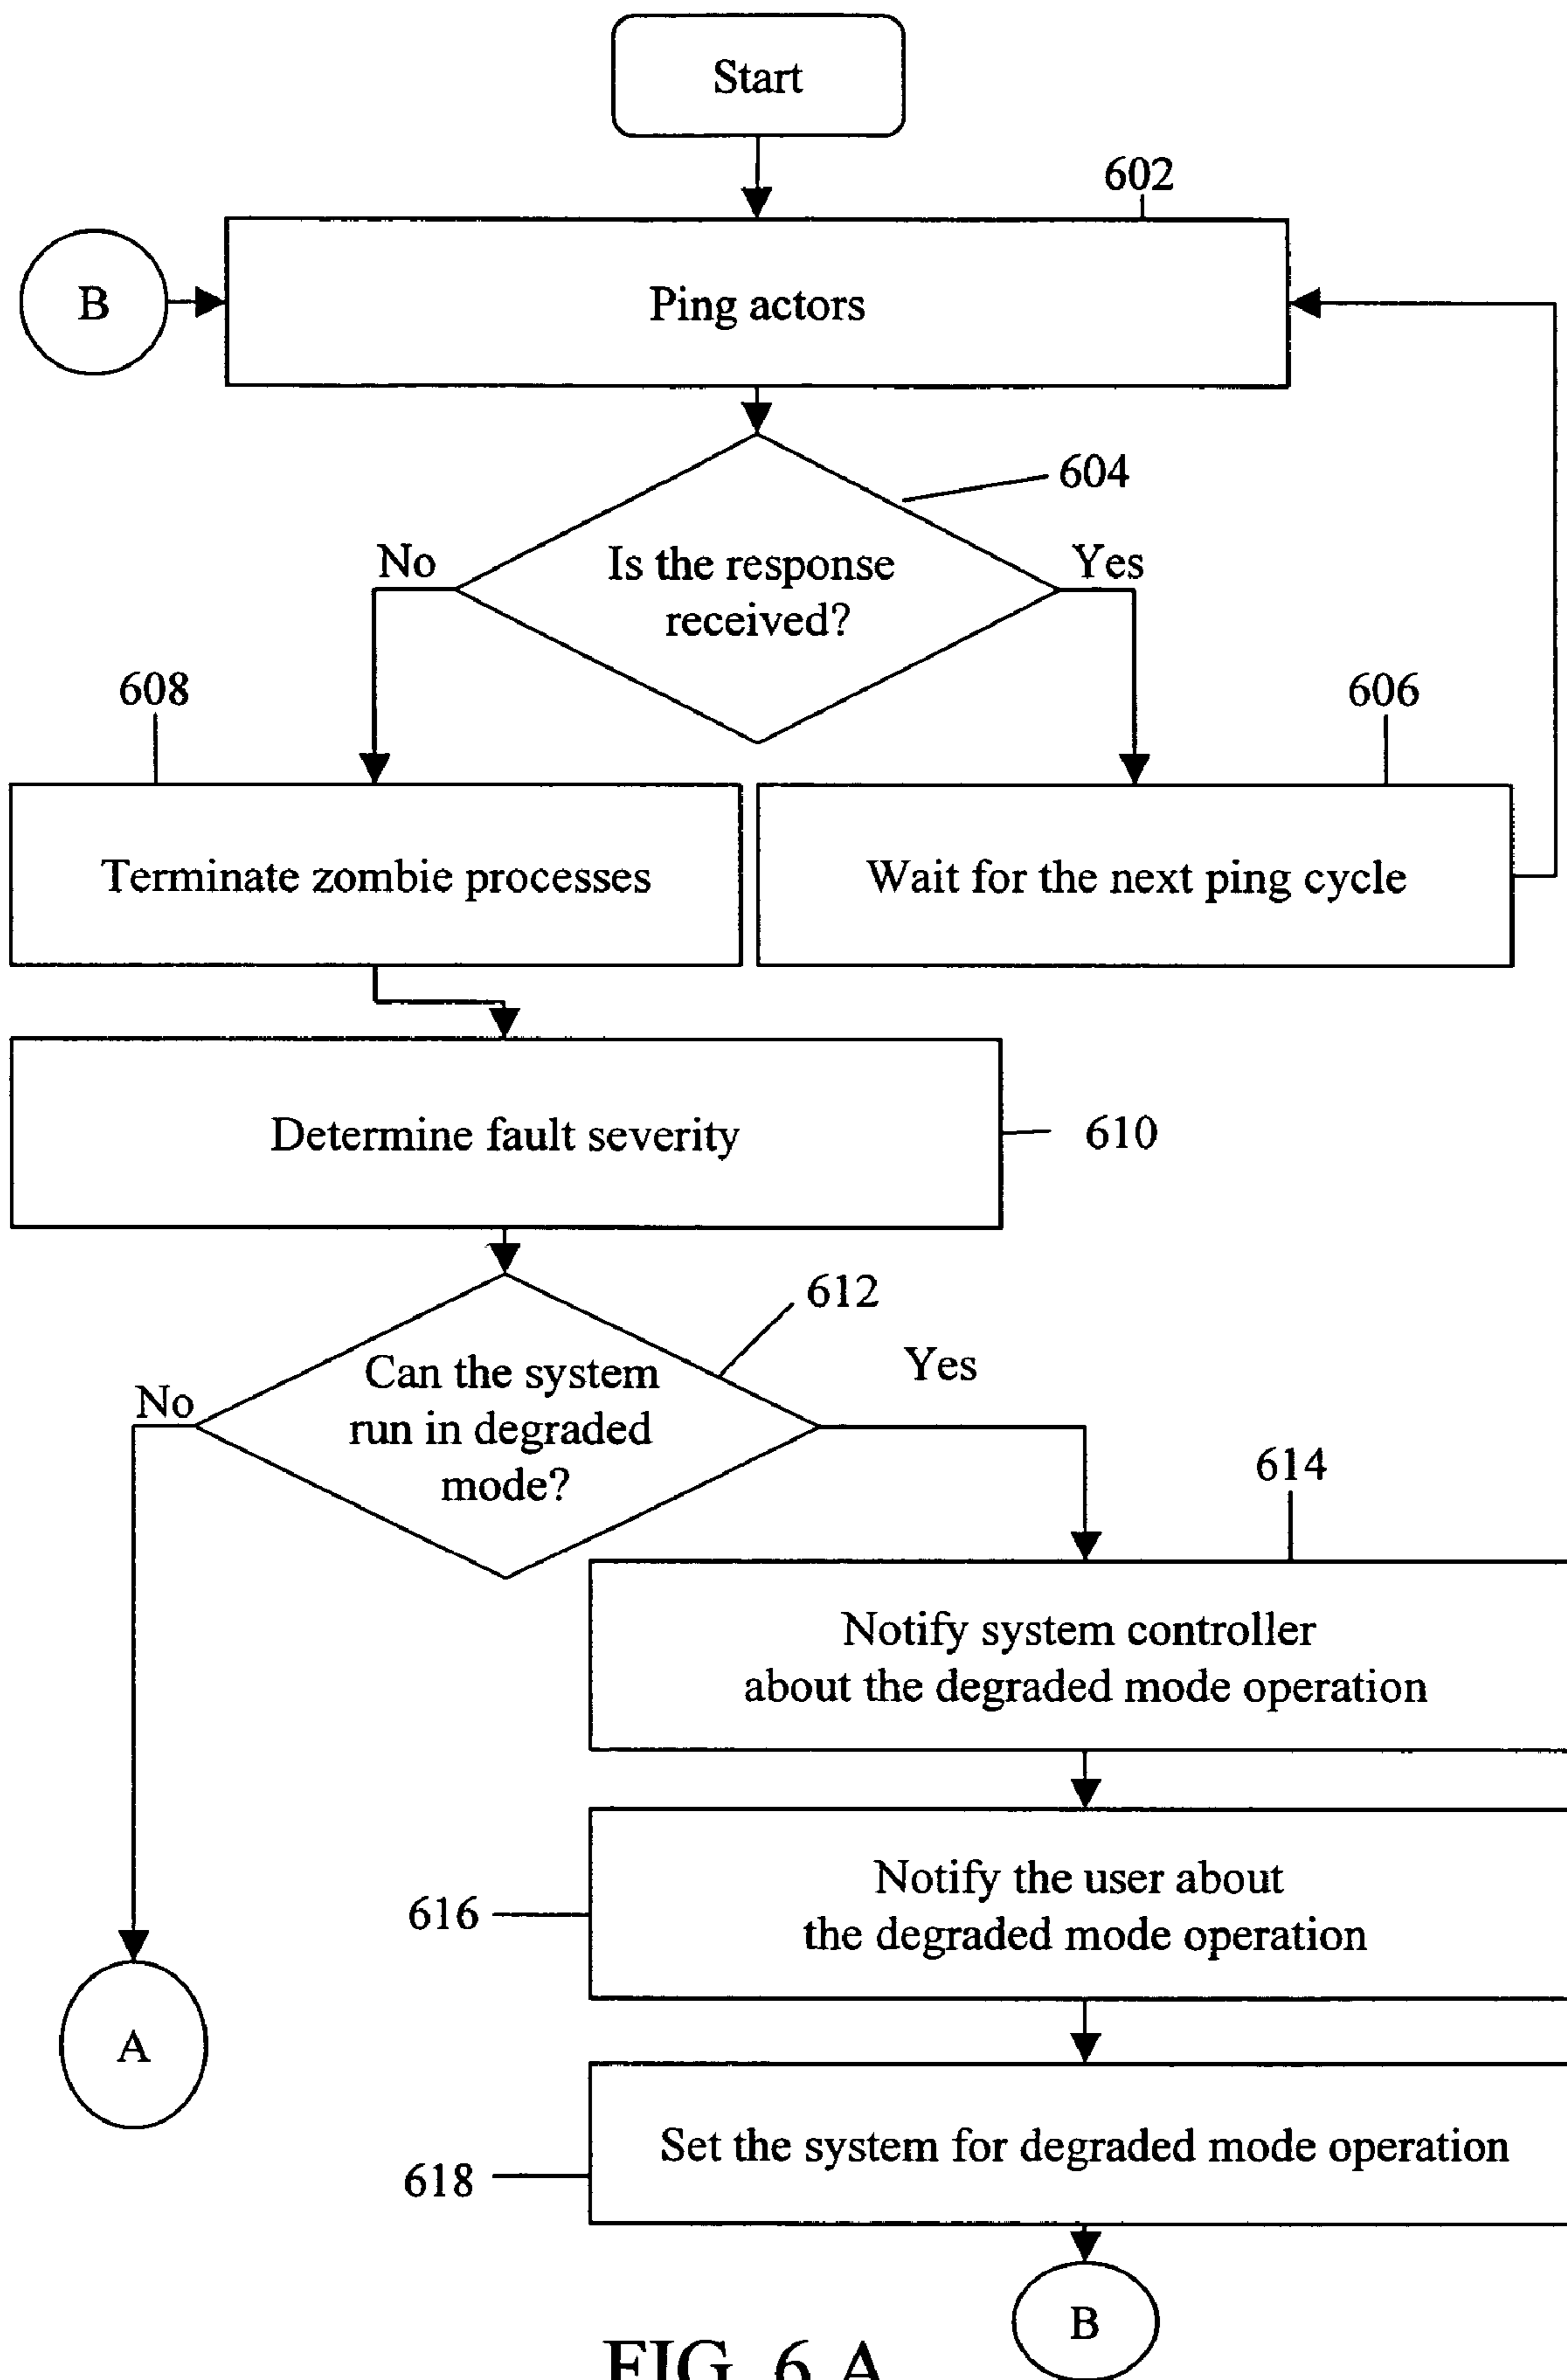 Start
602
B
Ping actors
604
No
Is the response
received?
Yes
608
606
Terminate zombie processes
Wait for the next ping cycle
Determine fault severity
610
612
No
Can the system
run in degraded
mode?
Yes
614
Notify system controller
about the degraded mode operation
616
Notify the user about
the degraded mode operation
A
Set the system for degraded mode operation
618
B
FIG. 6 A